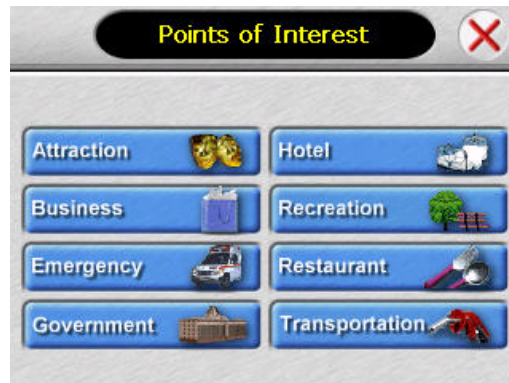 Points of Interest
Attraction
Hotel
Business
Recreation
Emergency
Restaurant
Government
Transportation